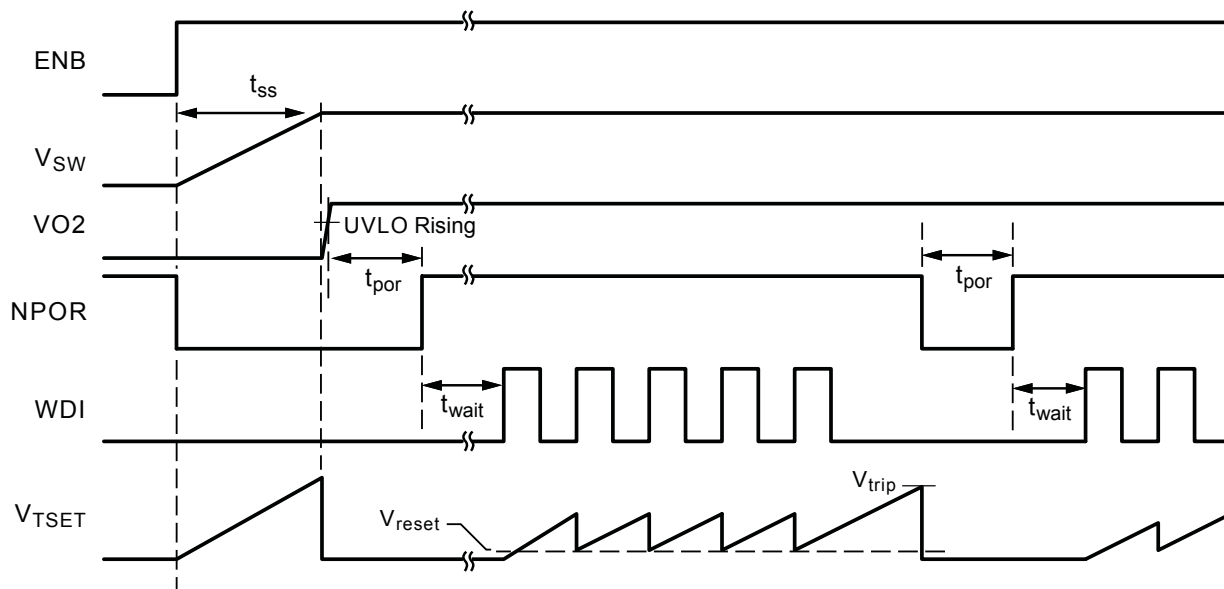 ENB
t_ss
V_SW
VO2
UVLO Rising
t_por
t_por
NPOR
t_wait
t_wait
WDI
V_trip
V_TSET
V_reset